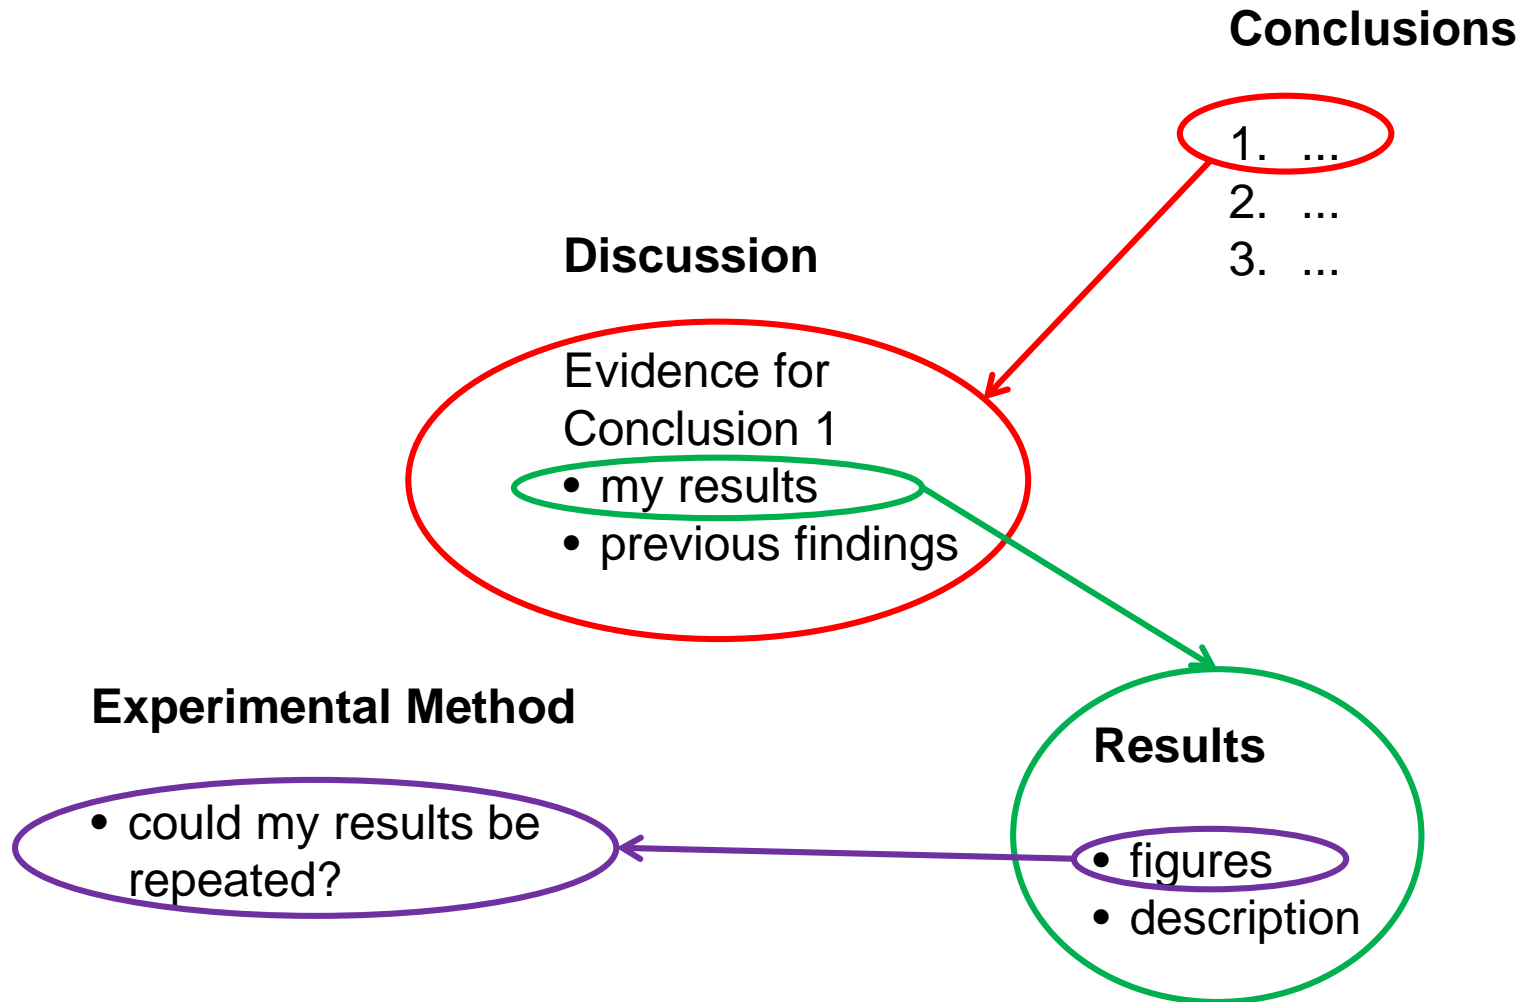 Conclusions
1. ...
2. ...
3. ...
Discussion
Evidence for
Conclusion 1
• my results
• previous findings
Experimental Method
• could my results be
repeated?
Results
• figures
• description